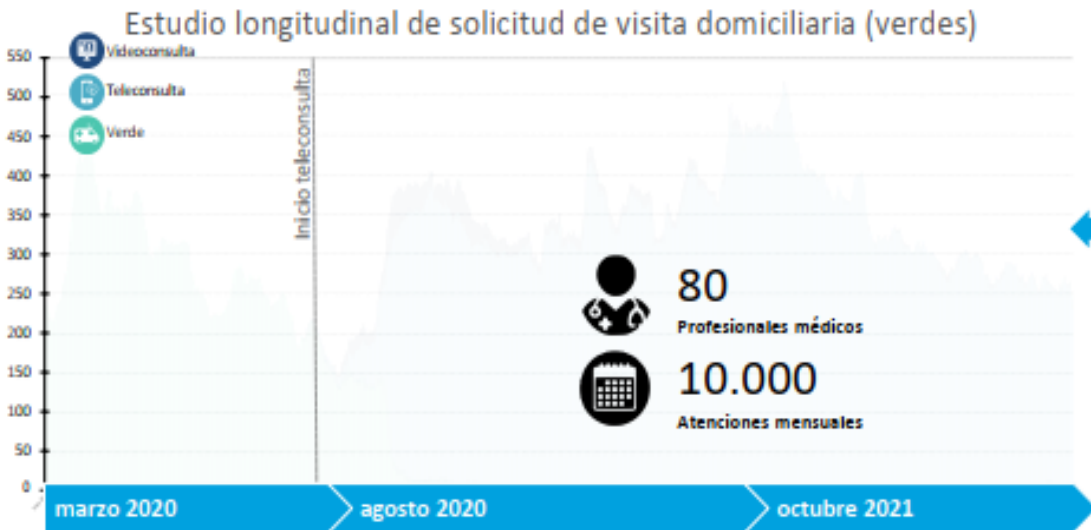 Estudio longitudinal de solicitud de visita domiciliaria (verdes)
550
500
450
400
350
300
250
200
150
100
50
0
Videoconsulta
Teleconsulta
Verde
Inicio teleconsulta
80
Profesionales médicos
10.000
Atenciones mensuales
marzo 2020
agosto 2020
octubre 2021